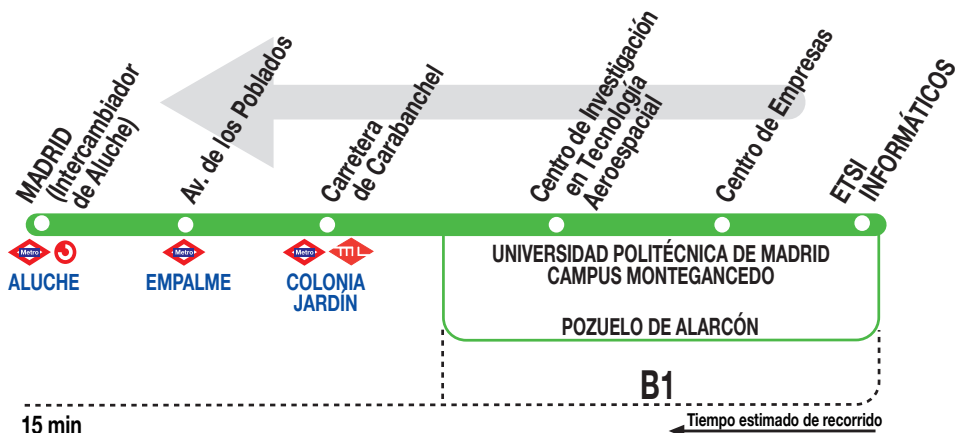 MADRID
(Intercambiador
de Aluche)
Av. de los Poblados
Carretera
de Carabanchel
Centro de Investigación
en Tecnología
Aeroespacial
Centro de Empresas
ETSI
INFORMÁTICOS
Metro
Metro
Metro
ML
ALUCHE
EMPALME
COLONIA
JARDÍN
UNIVERSIDAD POLITÉCNICA DE MADRID
CAMPUS MONTEGANCEDO
POZUELO DE ALARCÓN
B1
15 min
Tiempo estimado de recorrido